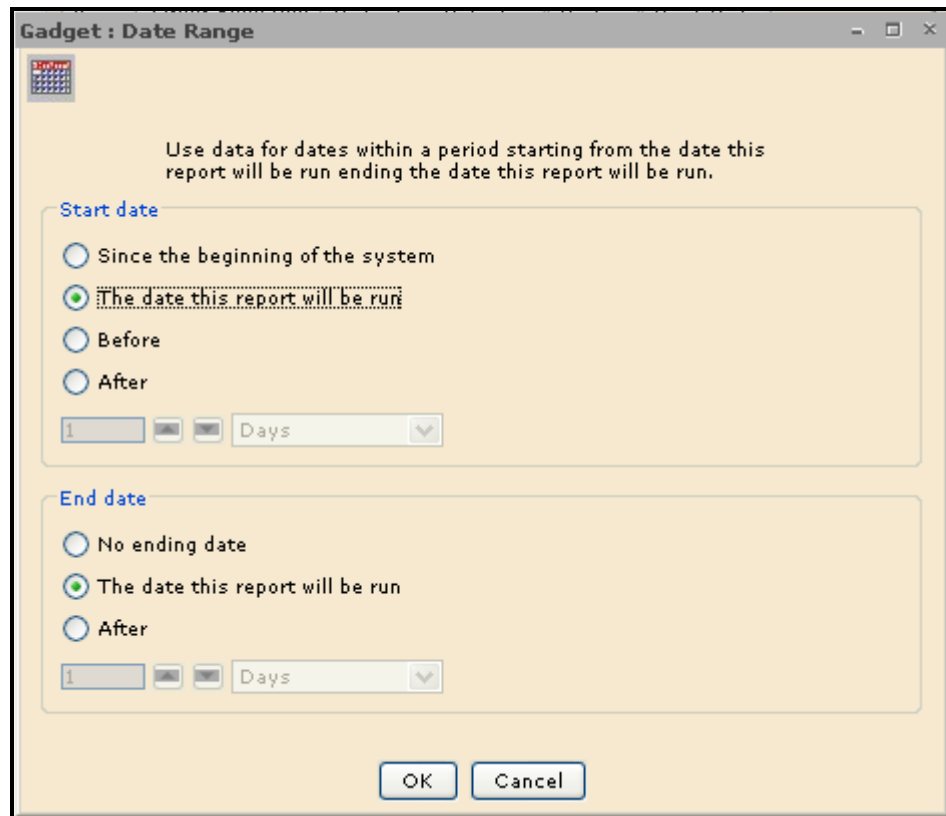 Gadget : Date Range
Use data for dates within a period starting from the date this
report will be run ending the date this report will be run.
Start date
Since the beginning of the system
The date this report will be run
Before
After
1 Days
End date
No ending date
The date this report will be run
After
1 Days
OK Cancel